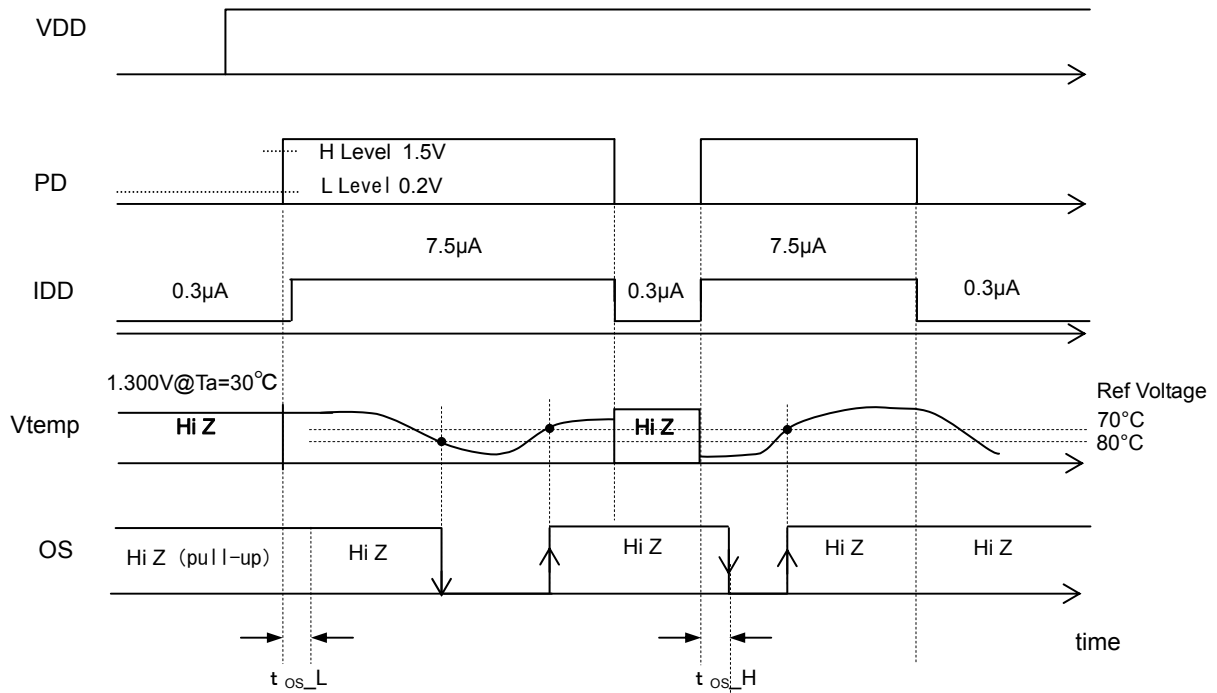 VDD
H Level 1.5V
PD
L Level 0.2V
7.5µA
7.5µA
IDD
0.3µA
0.3µA
0.3µA
1.300V@Ta=30°C
Ref Voltage
Vtemp
Hi Z
Hi Z
70°C
80°C
OS
Hi Z (pull-up)
Hi Z
Hi Z
Hi Z
Hi Z
time
t OS_L
t OS_H